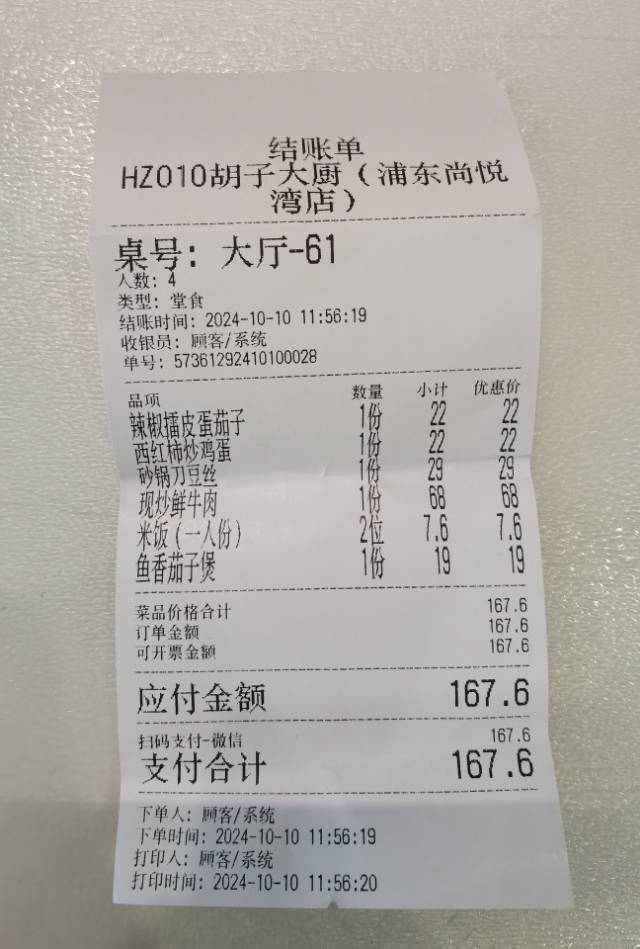 结账单
HZ010胡子大厨（浦东尚悦
湾店）
桌号: 大厅-61
人数: 4
类型: 堂食
结账时间: 2024-10-10 11:56:19
收银员: 顾客/系统
单号: 57361292410100028
品项 数量 小计 优惠价
辣椒擂皮蛋茄子 1份 22 22
西红柿炒鸡蛋 1份 22 22
砂锅刀豆丝 1份 29 29
现炒鲜牛肉 1份 68 68
米饭（一人份） 2位 7.6 7.6
鱼香茄子煲 1份 19 19
菜品价格合计 167.6
订单金额 167.6
可开票金额 167.6
应付金额 167.6
扫码支付-微信 167.6
支付合计 167.6
下单人: 顾客/系统
下单时间: 2024-10-10 11:56:19
打印人: 顾客/系统
打印时间: 2024-10-10 11:56:20